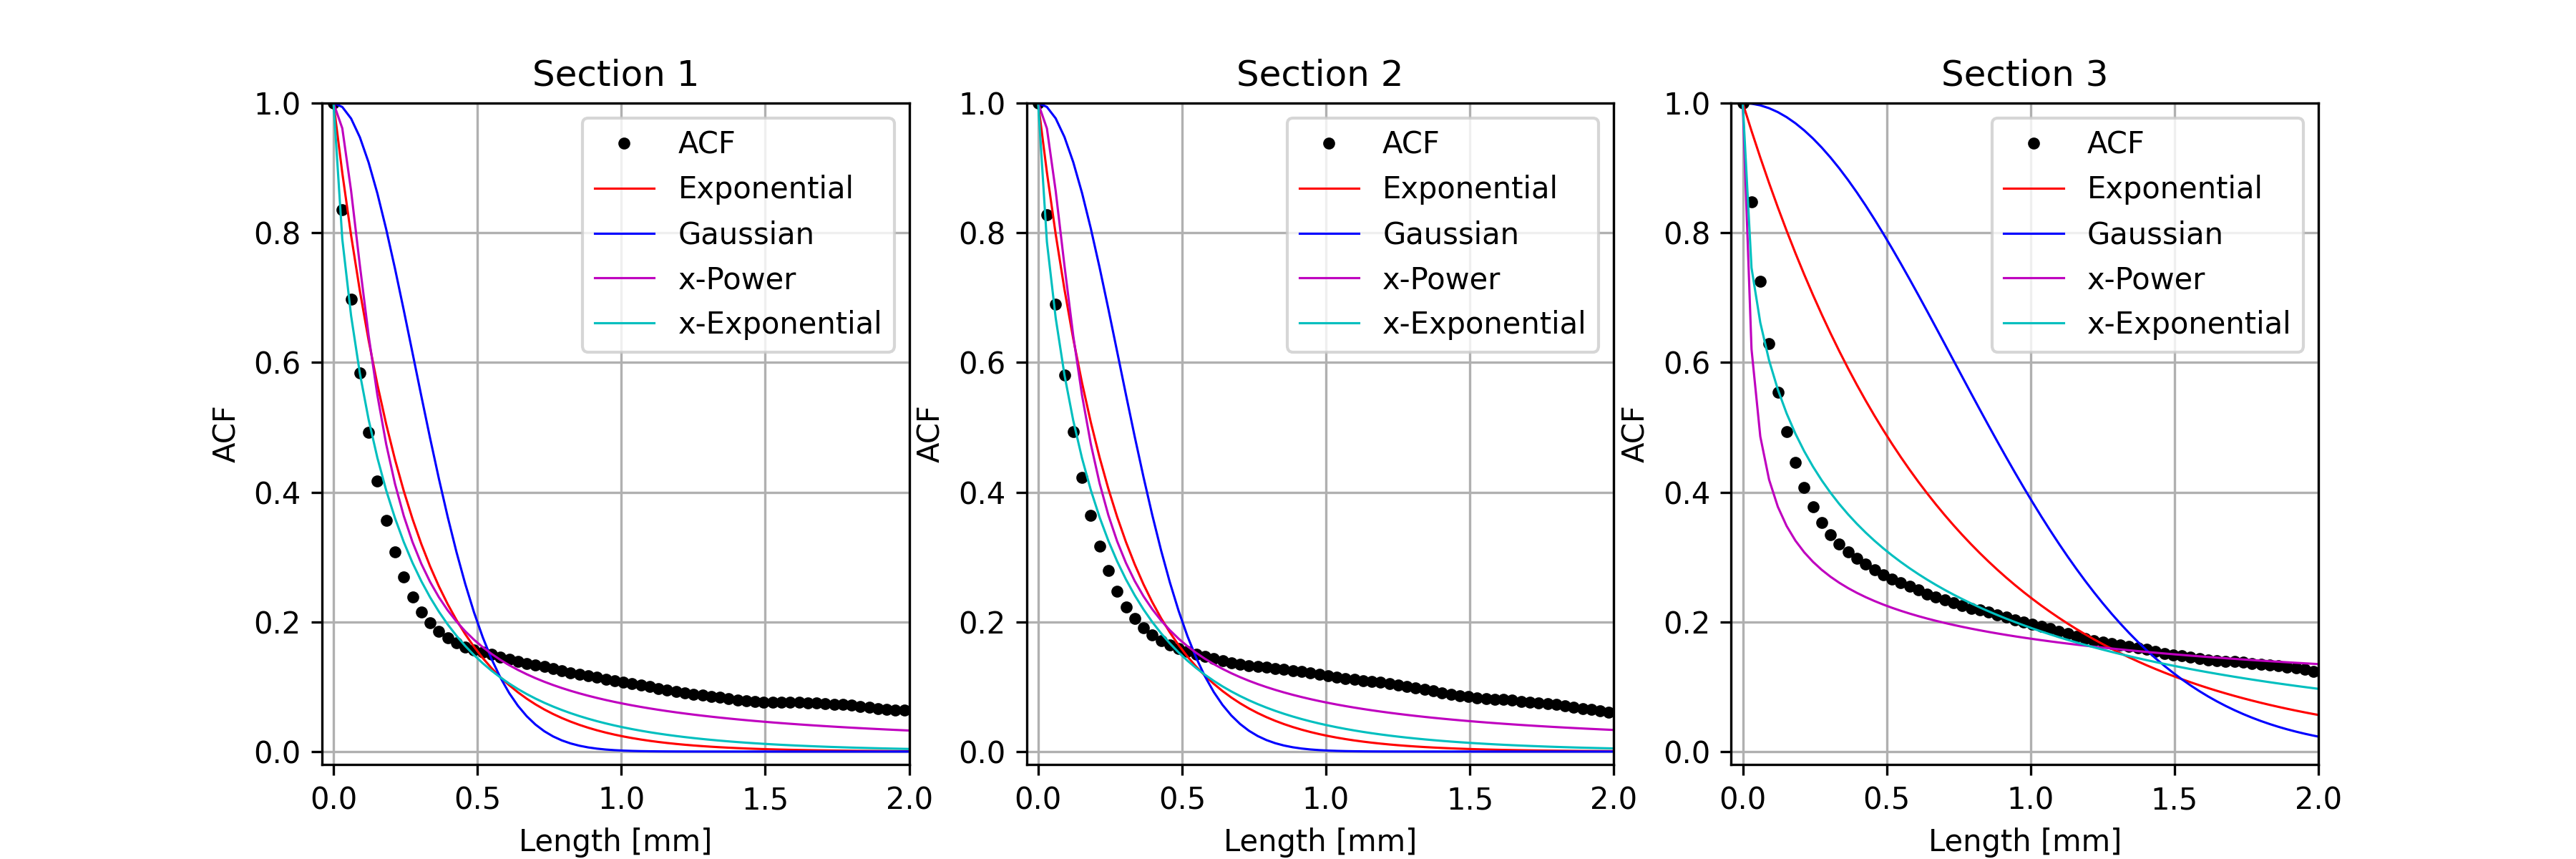 Section 1
1.0
0.8
0.6
0.4
0.2
0.0
ACF
ACF
Exponential
Gaussian
x-Power
x-Exponential
0.0 0.5 1.0 1.5 2.0
Length [mm]
Section 2
1.0
0.8
0.6
0.4
0.2
0.0
ACF
ACF
Exponential
Gaussian
x-Power
x-Exponential
0.0 0.5 1.0 1.5 2.0
Length [mm]
Section 3
1.0
0.8
0.6
0.4
0.2
0.0
ACF
ACF
Exponential
Gaussian
x-Power
x-Exponential
0.0 0.5 1.0 1.5 2.0
Length [mm]